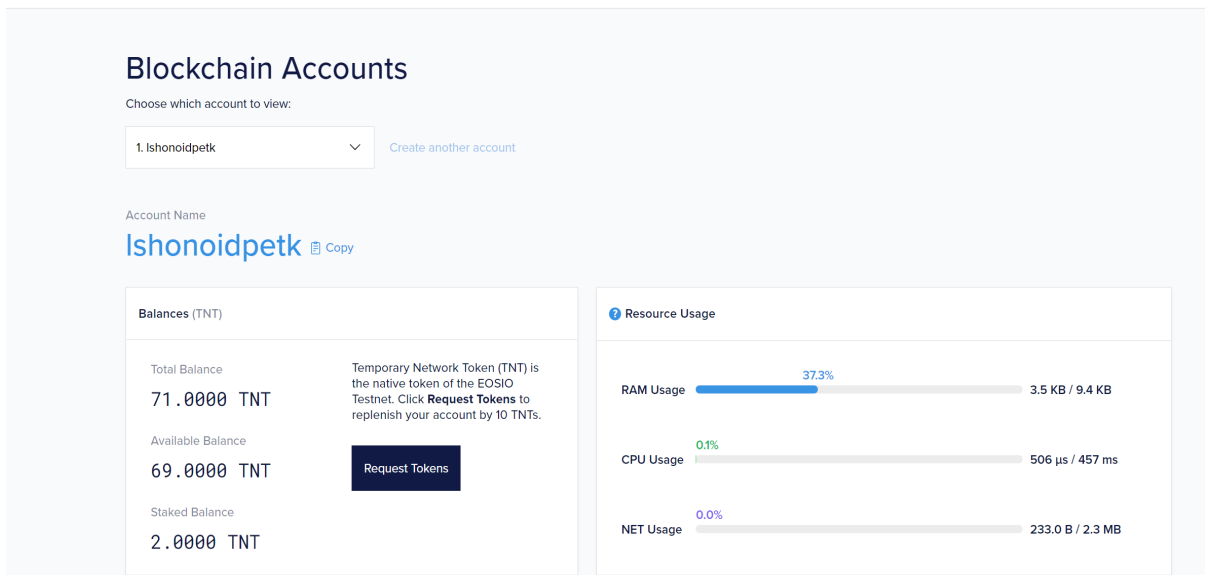 Blockchain Accounts
Choose which account to view:
1. lshonoidpetk
Create another account
Account Name
lshonoidpetk
Copy
Balances (TNT)
Total Balance
71.0000 TNT
Available Balance
69.0000 TNT
Staked Balance
2.0000 TNT
Temporary Network Token (TNT) is
the native token of the EOSIO
Testnet. Click Request Tokens to
replenish your account by 10 TNTs.
Request Tokens
? Resource Usage
37.3%
RAM Usage 3.5 KB / 9.4 KB
0.1%
CPU Usage 506 µs / 457 ms
0.0%
NET Usage 233.0 B / 2.3 MB